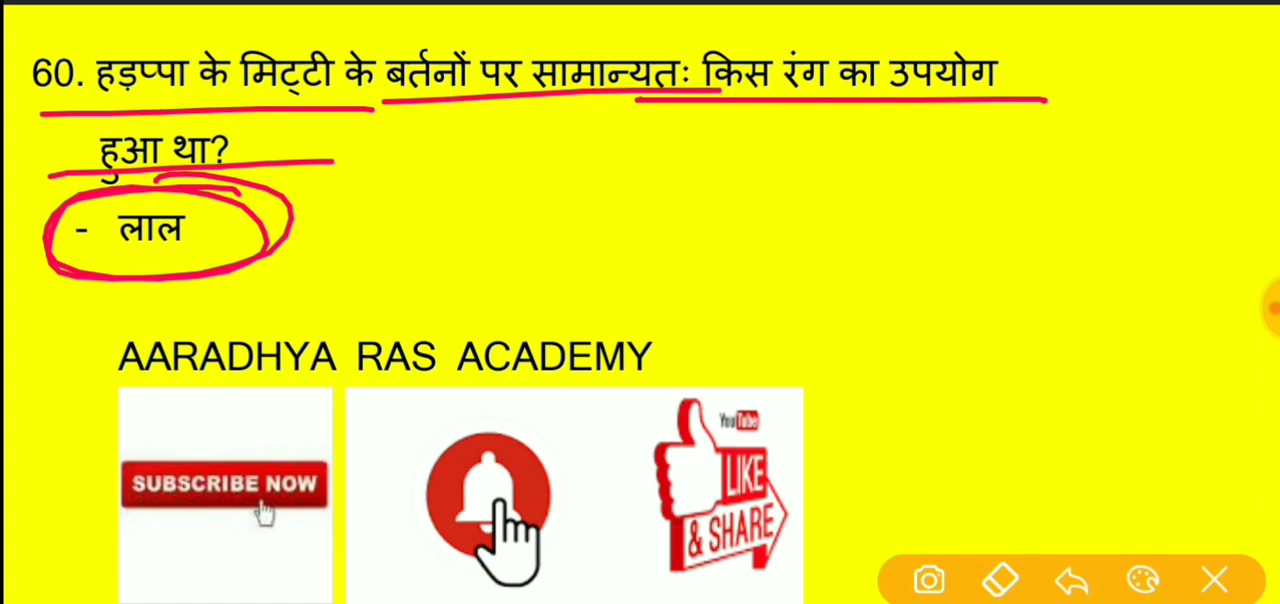 60. हड़प्पा के मिट्टी के बर्तनों पर सामान्यतः किस रंग का उपयोग
हुआ था?
- लाल
AARADHYA RAS ACADEMY
SUBSCRIBE NOW
YouTube
LIKE
& SHARE